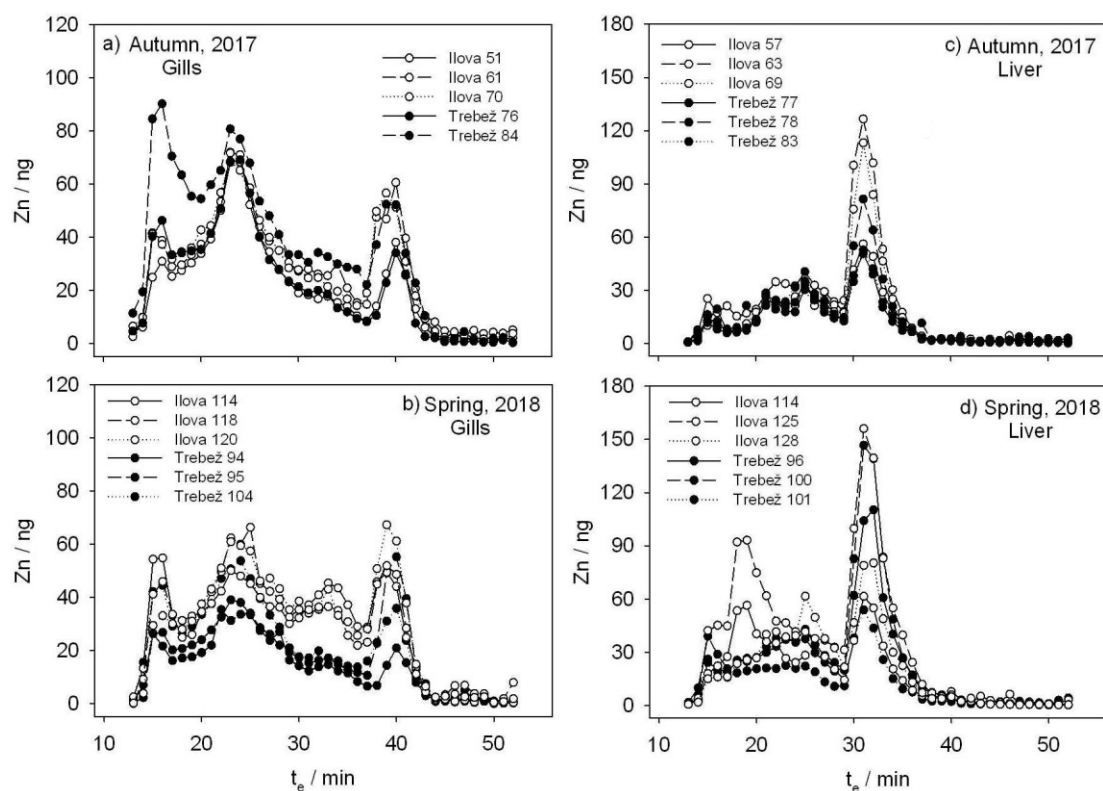 a) Autumn, 2017
Gills
Ilova 51
Ilova 61
Ilova 70
Trebež 76
Trebež 84
Zn / ng
120
100
80
60
40
20
0
c) Autumn, 2017
Liver
Ilova 57
Ilova 63
Ilova 69
Trebež 77
Trebež 78
Trebež 83
Zn / ng
180
150
120
90
60
30
0
b) Spring, 2018
Gills
Ilova 114
Ilova 118
Ilova 120
Trebež 94
Trebež 95
Trebež 104
Zn / ng
120
100
80
60
40
20
0
10 20 30 40 50
te / min
d) Spring, 2018
Liver
Ilova 114
Ilova 125
Ilova 128
Trebež 96
Trebež 100
Trebež 101
Zn / ng
180
150
120
90
60
30
0
10 20 30 40 50
te / min